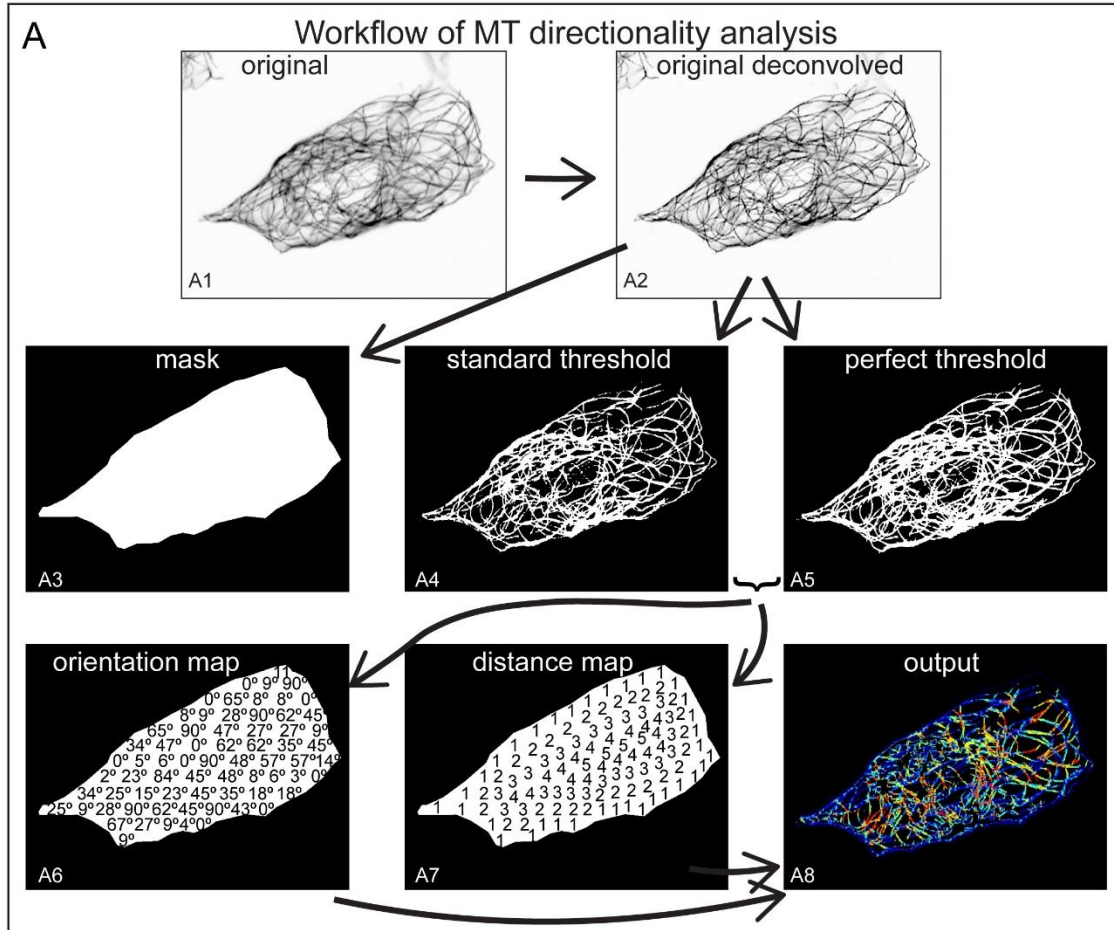 A
Workflow of MT directionality analysis
original
original deconvolved
A1
A2
mask
standard threshold
perfect threshold
A3
A4
A5
orientation map
distance map
output
11
0º 9º 90º
0º 65º 8º 8º 0º
8º 9º 28º 90º 62º 45º
65º 90º 47º 27º 27º 9º
34º 47º 0º 62º 62º 35º 45º
0º 5º 6º 0º 90º 48º 57º 57º 14º
2º 23º 84º 45º 48º 8º 6º 3º 0º
34º 25º 15º 23º 45º 35º 18º 18º
25º 9º 28º 90º 62º 45º 90º 43º 0º
67º 27º 9º 4º 0º
9º
A6
A7
A8